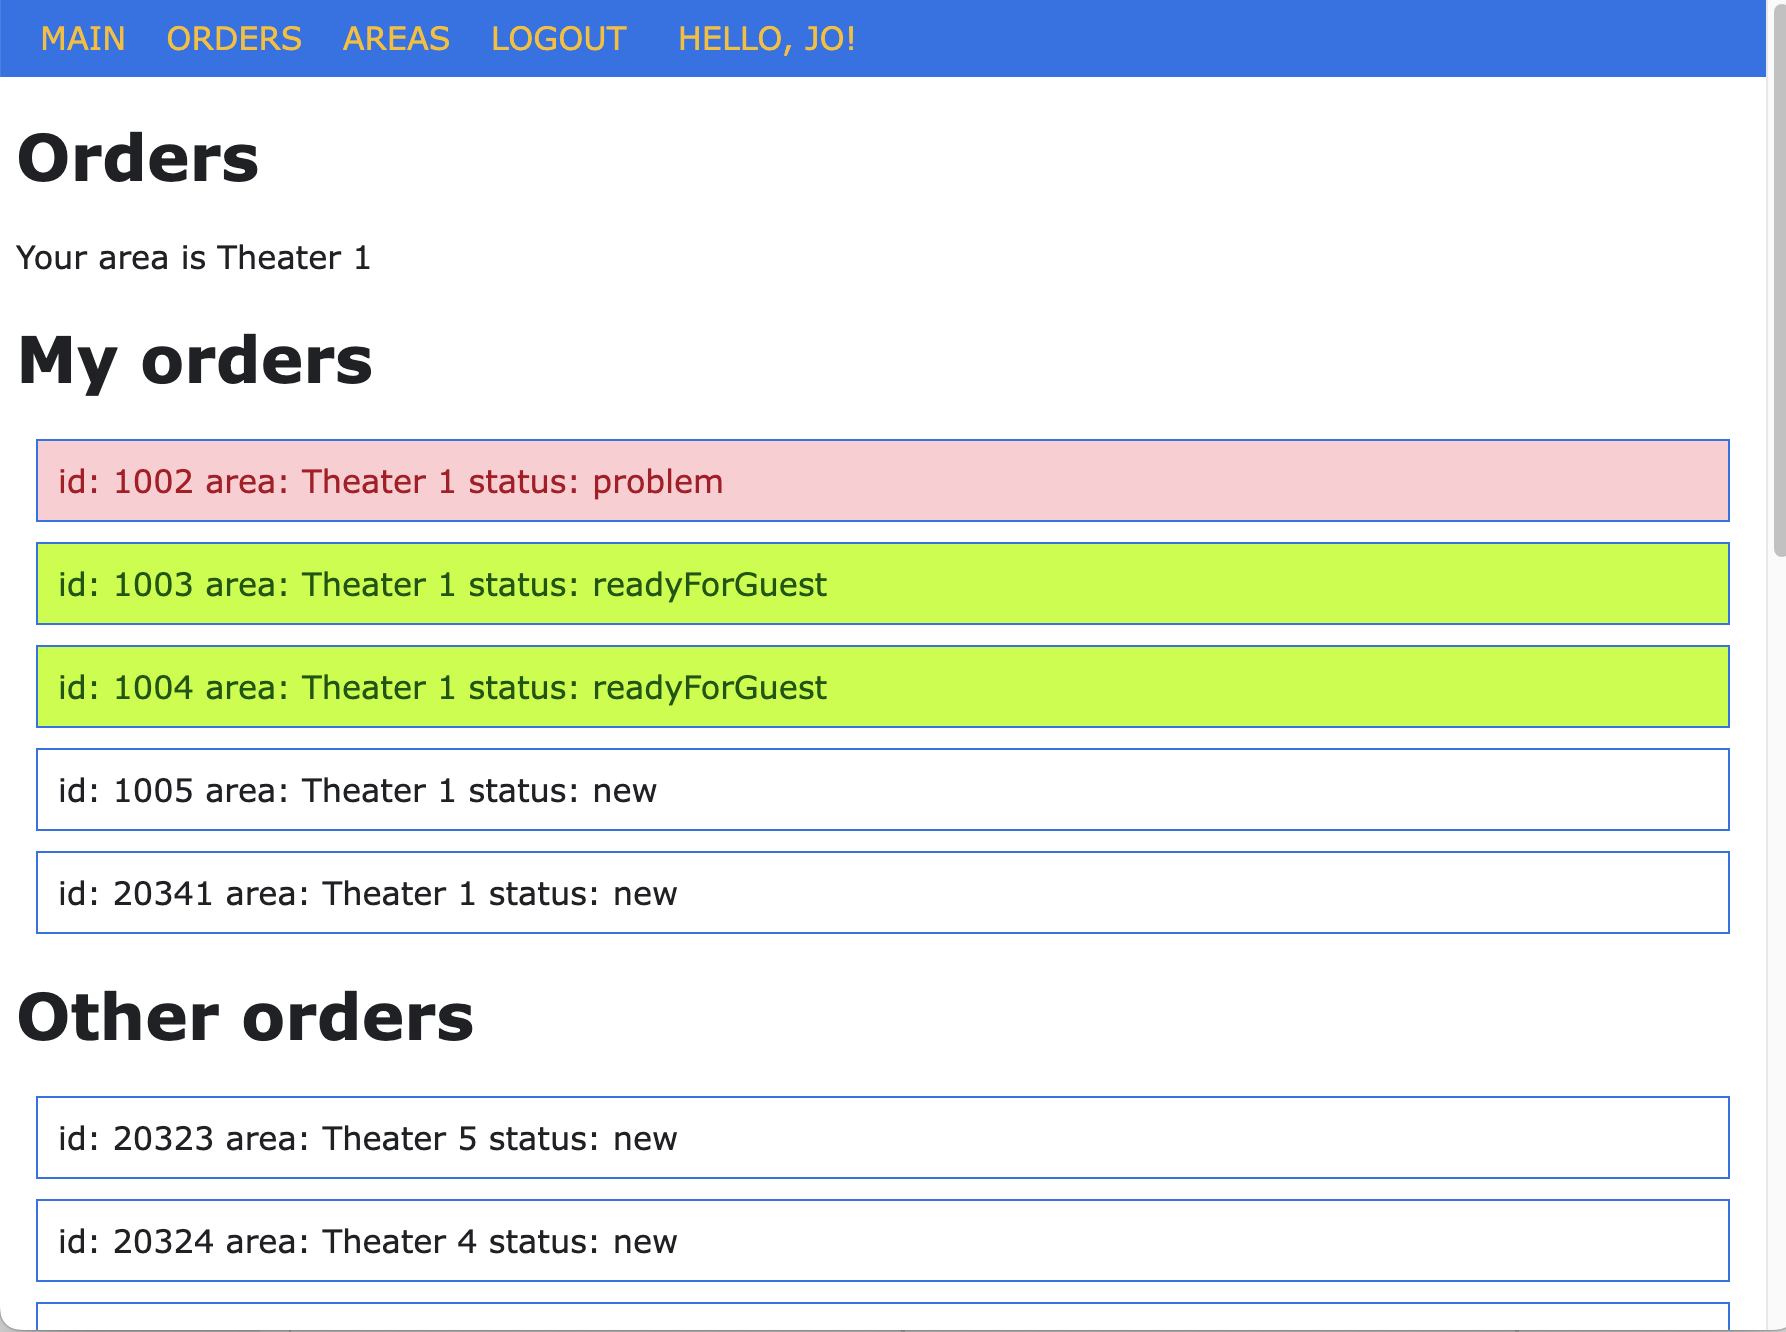 MAIN ORDERS AREAS LOGOUT HELLO, JO!
Orders
Your area is Theater 1
My orders
id: 1002 area: Theater 1 status: problem
id: 1003 area: Theater 1 status: readyForGuest
id: 1004 area: Theater 1 status: readyForGuest
id: 1005 area: Theater 1 status: new
id: 20341 area: Theater 1 status: new
Other orders
id: 20323 area: Theater 5 status: new
id: 20324 area: Theater 4 status: new